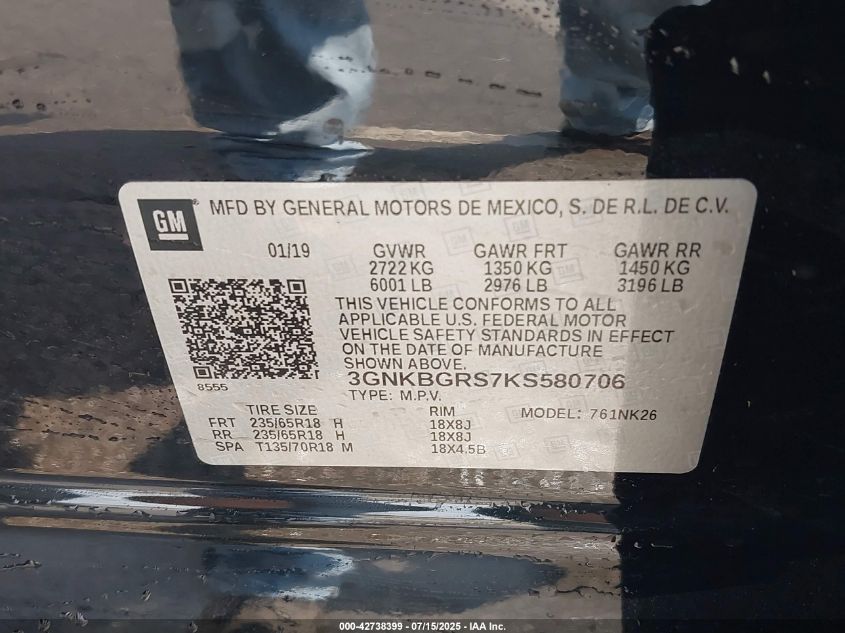 GM ® MFD BY GENERAL MOTORS DE MEXICO, S. DE R.L. DE C.V.
01/19 GVWR GAWR FRT GAWR RR
2722 KG 1350 KG 1450 KG
6001 LB 2976 LB 3196 LB
THIS VEHICLE CONFORMS TO ALL
APPLICABLE U.S. FEDERAL MOTOR
VEHICLE SAFETY STANDARDS IN EFFECT
ON THE DATE OF MANUFACTURE
SHOWN ABOVE.
8555 3GNKBGRS7KS580706
TYPE: M.P.V.
TIRE SIZE RIM MODEL: 761NK26
FRT 235/65R18 H 18X8J
RR 235/65R18 H 18X8J
SPA T135/70R18 M 18X4.5B
000-42738399 - 07/15/2025 - IAA Inc.